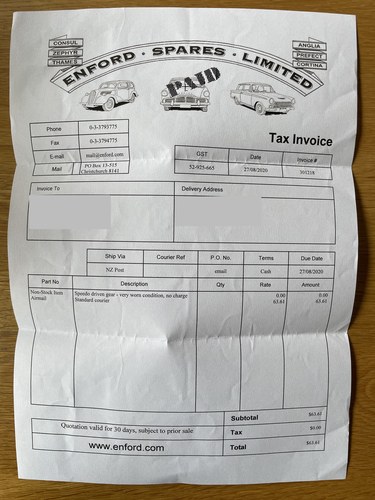 CONSUL
ZEPHYR
THAMES
ENFORD · SPARES · LIMITED
ANGLIA
PREFECT
CORTINA
PAID
Phone 0-3-3793775
Fax 0-3-3794775
E-mail mail@enford.com
Mail PO Box 13-515
Christchurch 8141
Tax Invoice
GST Date Invoice #
52-925-665 27/08/2020
Invoice To Delivery Address
Ship Via Courier Ref P.O. No. Terms Due Date
NZ Post email Cash 27/08/2020
Part No Description Qty Rate Amount
Non-Stock Item Speedo driven gear - very worn condition, no charge 0.00 0.00
Airmail Standard courier 63.61 63.61
Quotation valid for 30 days, subject to prior sale
www.enford.com
Subtotal $63.61
Tax $0.00
Total $63.61